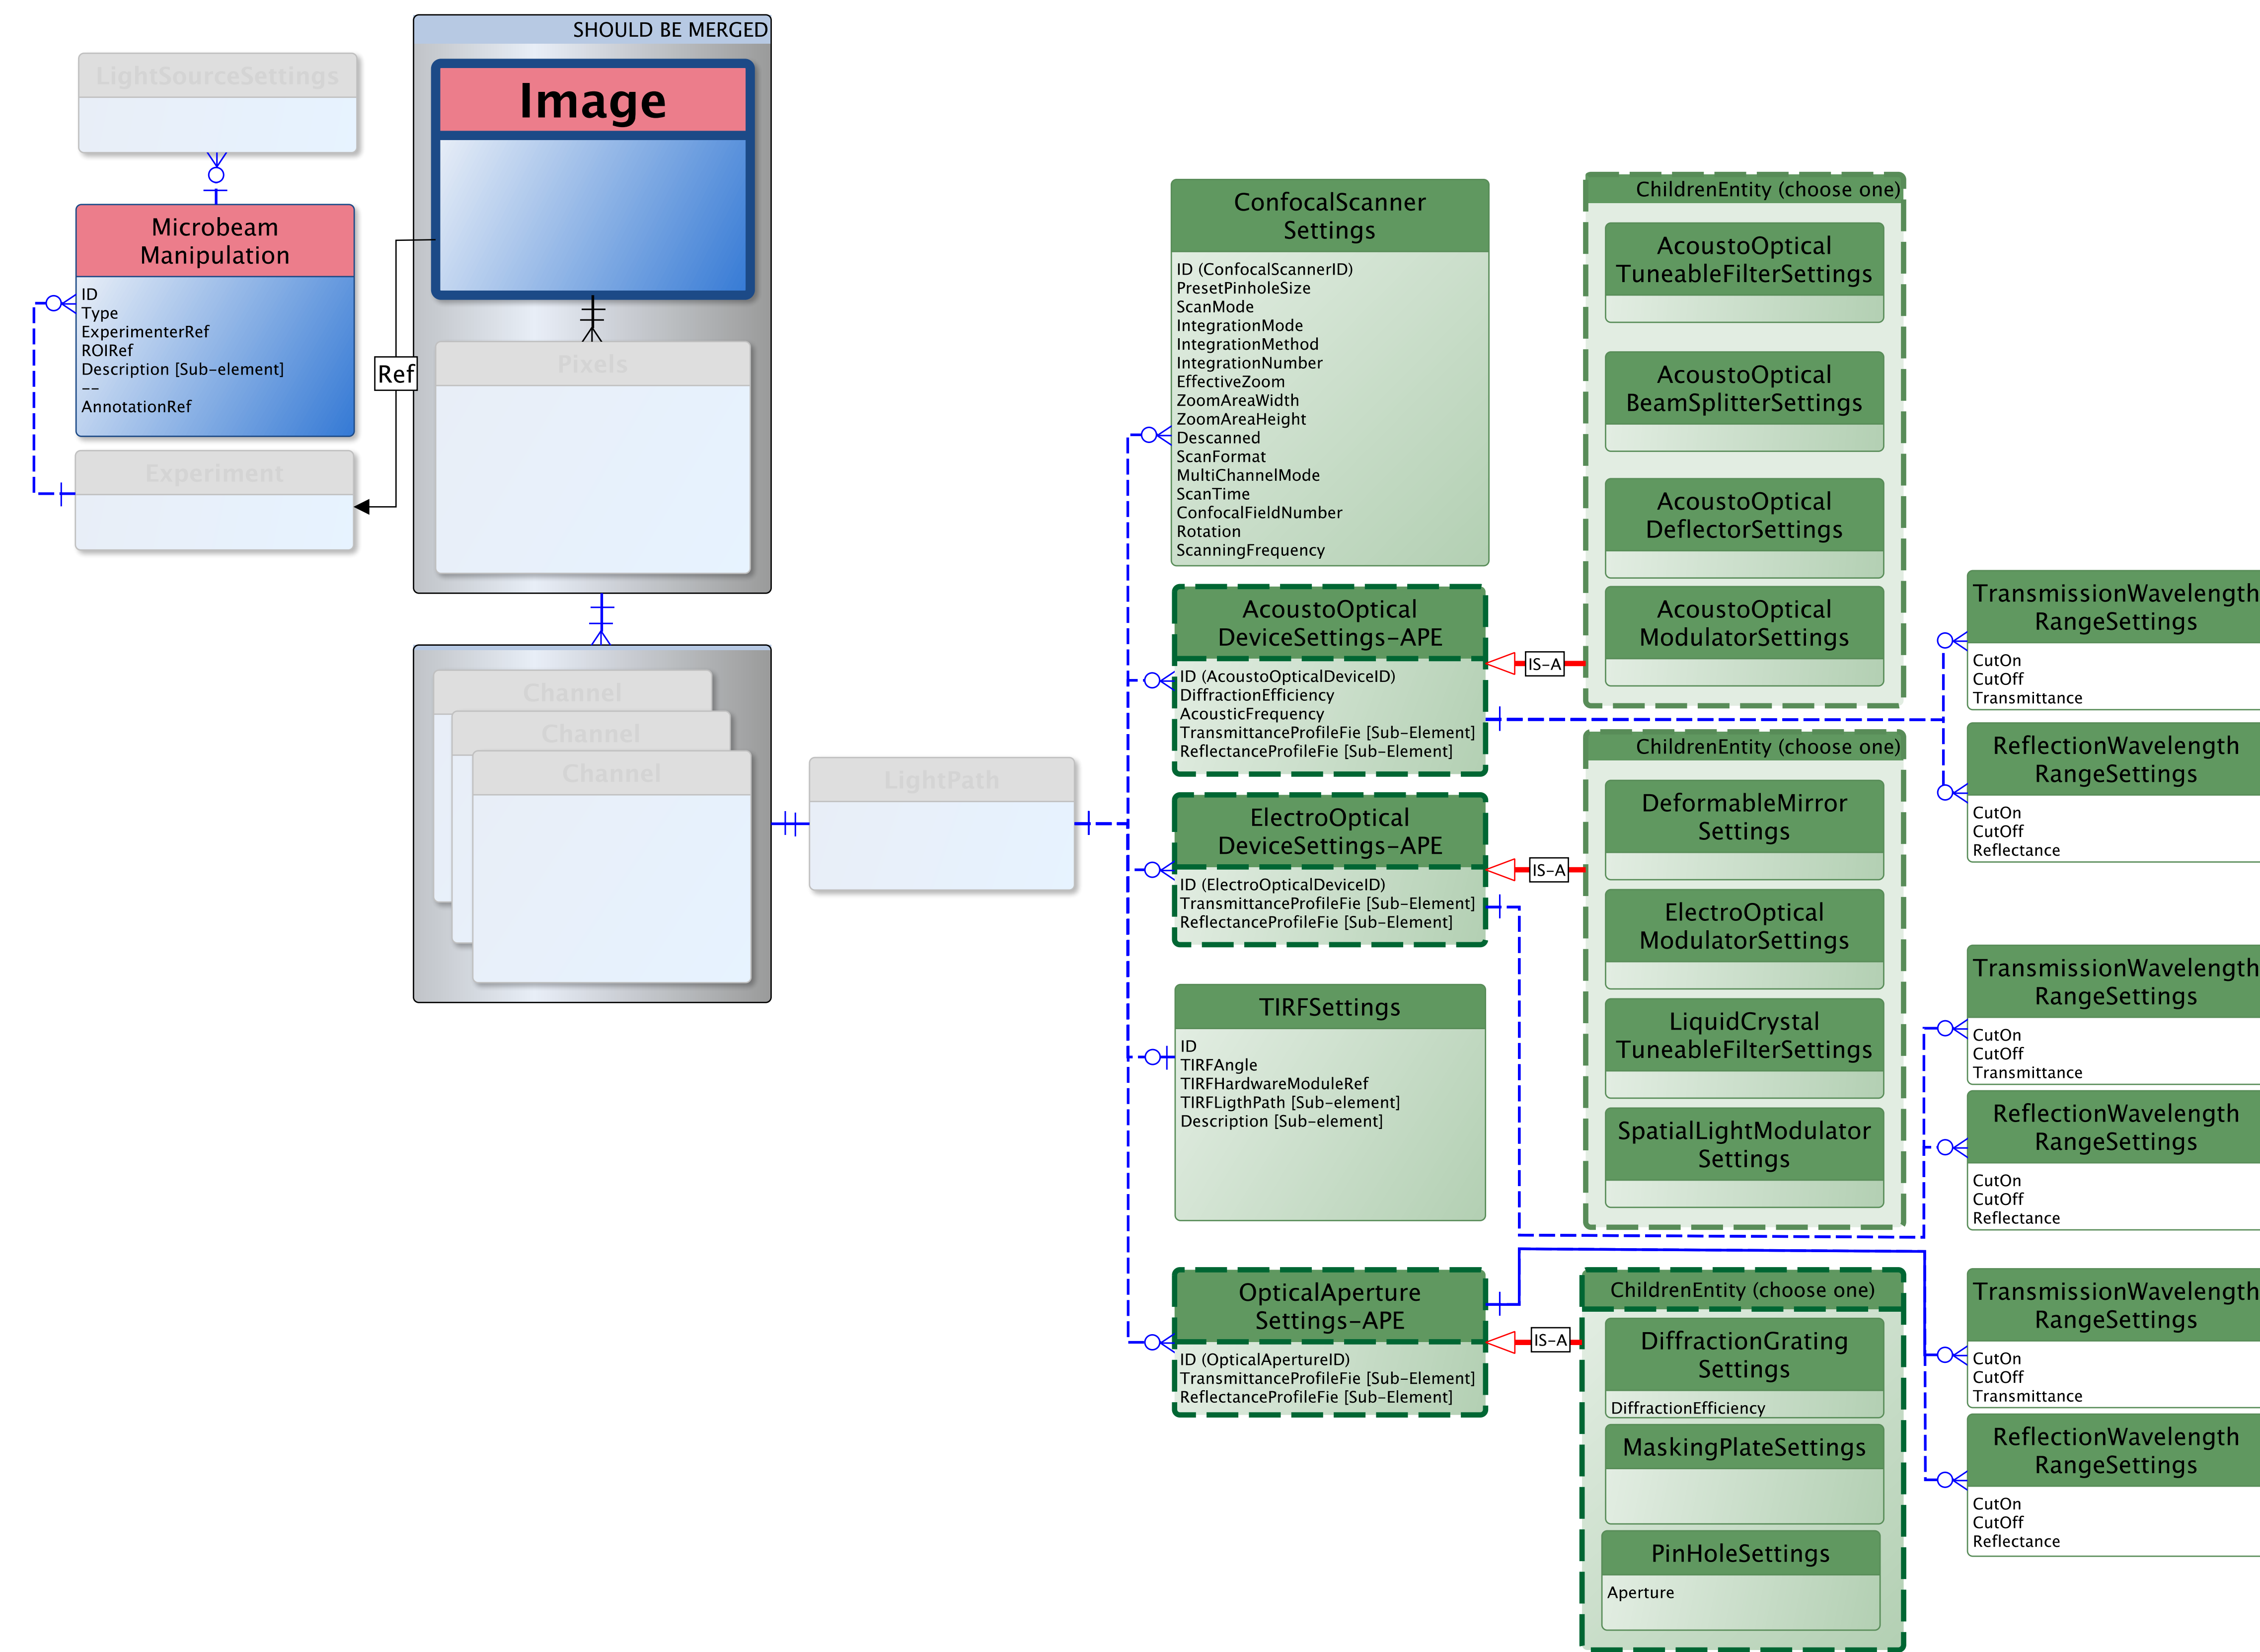 SHOULD BE MERGED
LightSourceSettings
Image
Microbeam
Manipulation
ID
Type
ExperimenterRef
ROIRef
Description [Sub-element]
--
AnnotationRef
Ref
Experiment
Pixels
Channel
Channel
Channel
LightPath
ConfocalScanner
Settings
ID (ConfocalScannerID)
PresetPinholeSize
ScanMode
IntegrationMode
IntegrationMethod
IntegrationNumber
EffectiveZoom
ZoomAreaWidth
ZoomAreaHeight
Descanned
ScanFormat
MultiChannelMode
ScanTime
ConfocalFieldNumber
Rotation
ScanningFrequency
AcoustoOptical
DeviceSettings-APE
ID (AcoustoOpticalDeviceID)
DiffractionEfficiency
AcousticFrequency
TransmittanceProfileFie [Sub-Element]
ReflectanceProfileFie [Sub-Element]
IS-A
ElectroOptical
DeviceSettings-APE
ID (ElectroOpticalDeviceID)
TransmittanceProfileFie [Sub-Element]
ReflectanceProfileFie [Sub-Element]
IS-A
TIRFSettings
ID
TIRFAngle
TIRFHardwareModuleRef
TIRFLigthPath [Sub-element]
Description [Sub-element]
OpticalAperture
Settings-APE
ID (OpticalApertureID)
TransmittanceProfileFie [Sub-Element]
ReflectanceProfileFie [Sub-Element]
IS-A
ChildrenEntity (choose one)
AcoustoOptical
TuneableFilterSettings
AcoustoOptical
BeamSplitterSettings
AcoustoOptical
DeflectorSettings
AcoustoOptical
ModulatorSettings
ChildrenEntity (choose one)
DeformableMirror
Settings
ElectroOptical
ModulatorSettings
LiquidCrystal
TuneableFilterSettings
SpatialLightModulator
Settings
ChildrenEntity (choose one)
DiffractionGrating
Settings
DiffractionEfficiency
MaskingPlateSettings
PinHoleSettings
Aperture
TransmissionWavelength
RangeSettings
CutOn
CutOff
Transmittance
ReflectionWavelength
RangeSettings
CutOn
CutOff
Reflectance
TransmissionWavelength
RangeSettings
CutOn
CutOff
Transmittance
ReflectionWavelength
RangeSettings
CutOn
CutOff
Reflectance
TransmissionWavelength
RangeSettings
CutOn
CutOff
Transmittance
ReflectionWavelength
RangeSettings
CutOn
CutOff
Reflectance